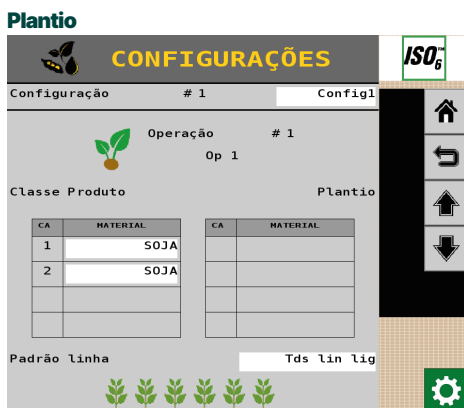 Plantio
CONFIGURAÇÕES
ISO™6
Configuração # 1 Config1
Operação # 1
Op 1
Classe Produto Plantio
CA MATERIAL CA MATERIAL
1 SOJA
2 SOJA
Padrão linha Tds lin lig